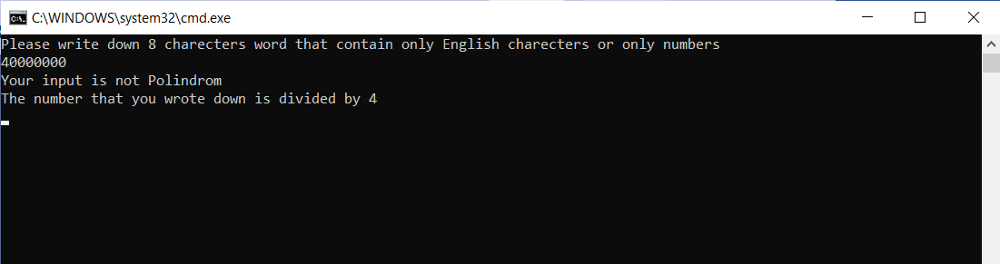 C:\WINDOWS\system32\cmd.exe
Please write down 8 charecters word that contain only English charecters or only numbers
40000000
Your input is not Polindrom
The number that you wrote down is divided by 4